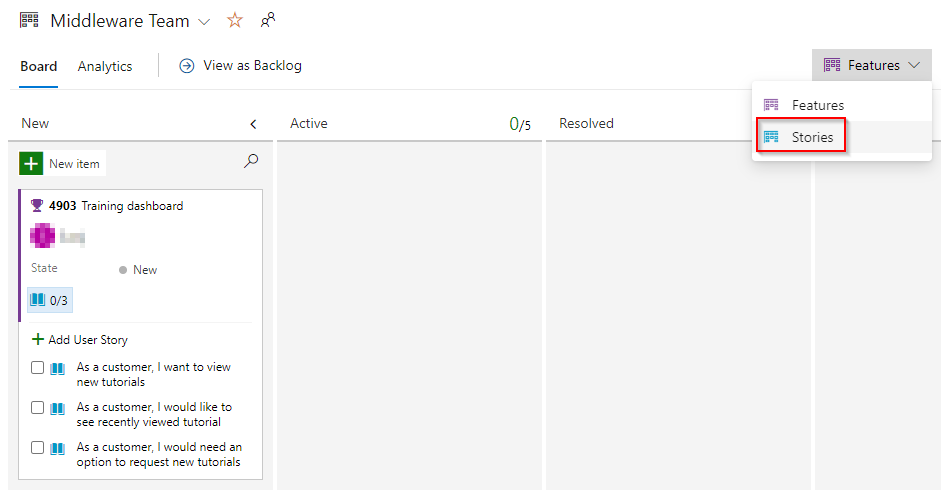 Middleware Team
Board Analytics View as Backlog Features
Features
Stories
New Active 0/5 Resolved
New item
4903 Training dashboard
State New
0/3
Add User Story
As a customer, I want to view
new tutorials
As a customer, I would like to
see recently viewed tutorial
As a customer, I would need an
option to request new tutorials